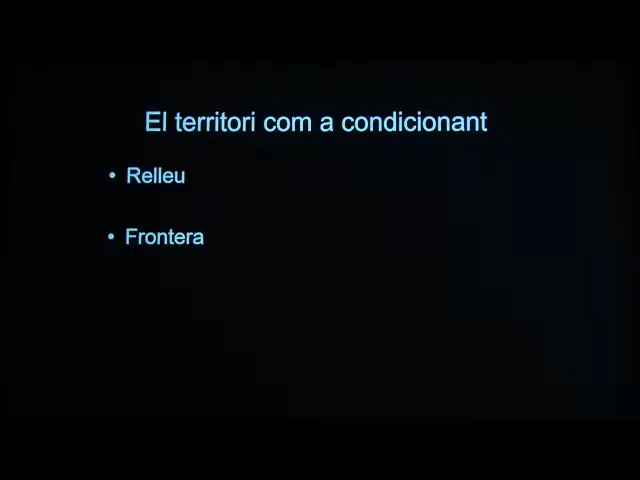 El territori com a condicionant
• Relleu
• Frontera